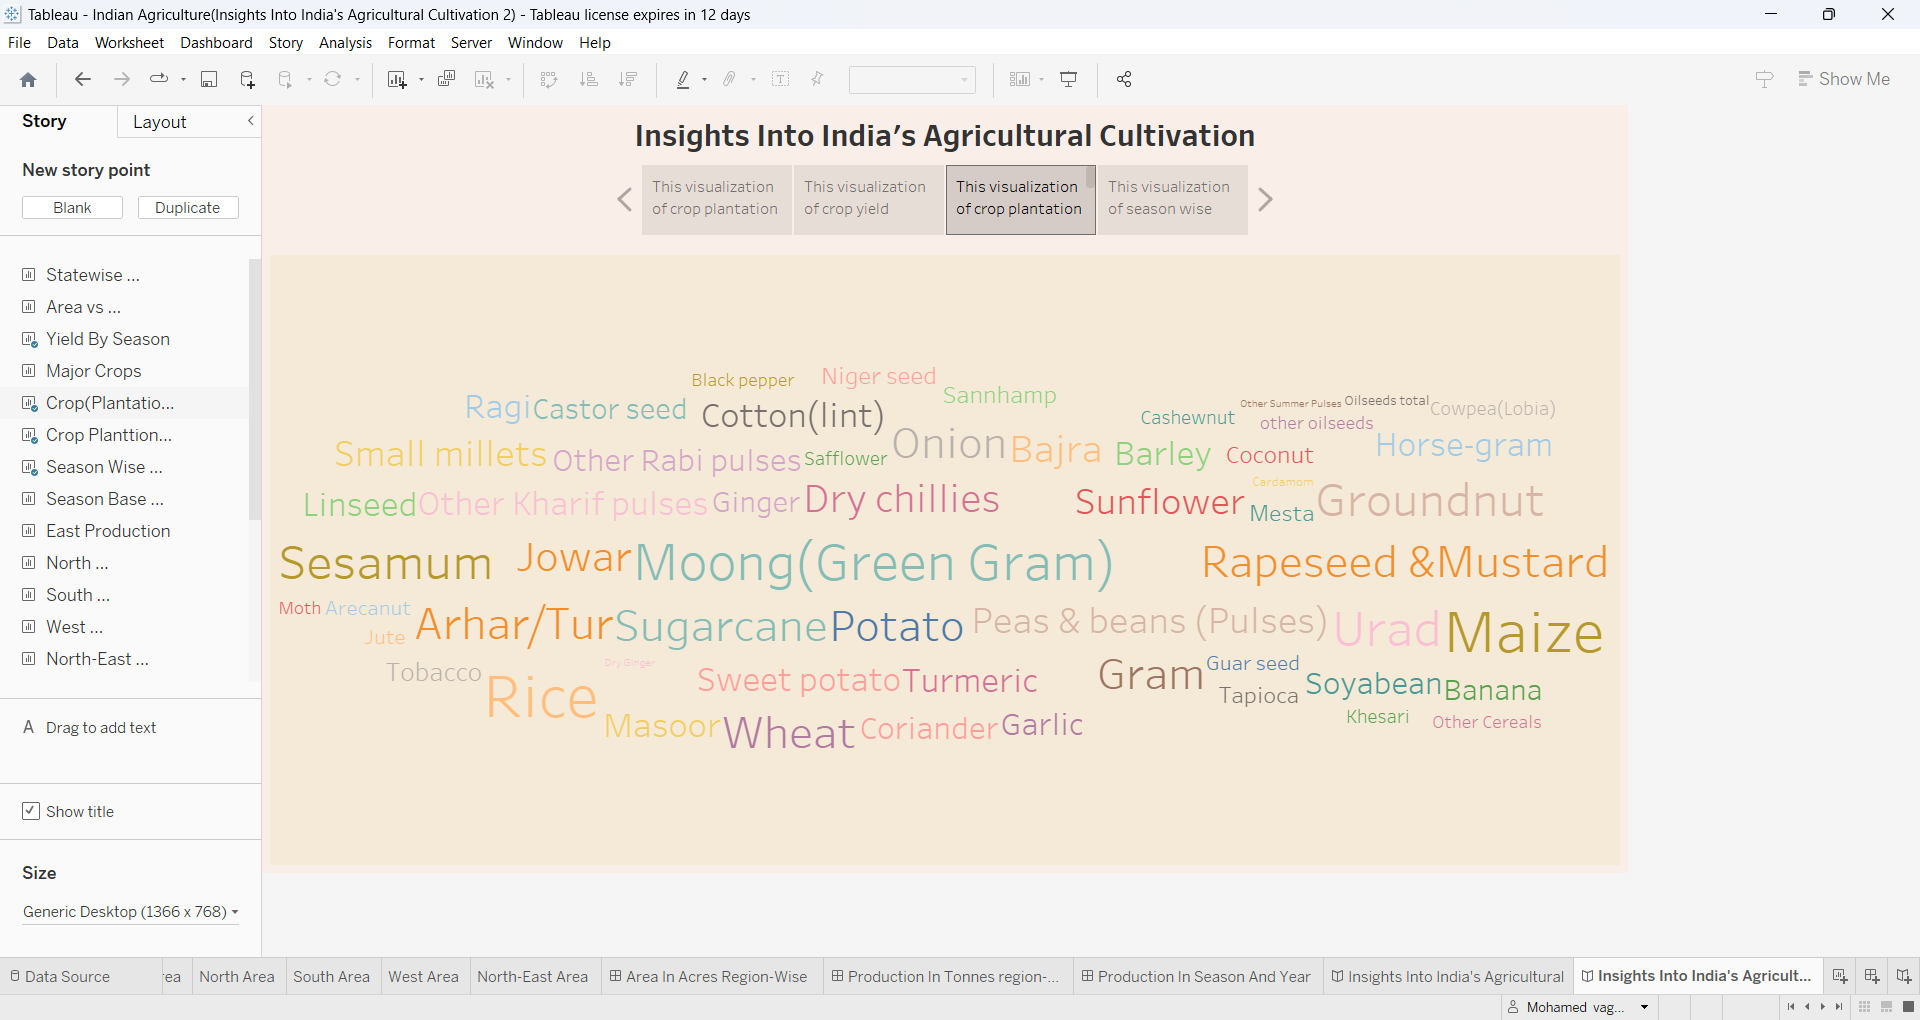 Tableau - Indian Agriculture(Insights Into India's Agricultural Cultivation 2) - Tableau license expires in 12 days
File Data Worksheet Dashboard Story Analysis Format Server Window Help
Show Me
Story Layout
New story point
Blank Duplicate
Statewise ...
Area vs ...
Yield By Season
Major Crops
Crop(Plantatio...
Crop Planttion...
Season Wise ...
Season Base ...
East Production
North ...
South ...
West ...
North-East ...
A Drag to add text
Show title
Size
Generic Desktop (1366 x 768)
Insights Into India's Agricultural Cultivation
This visualization of crop plantation
This visualization of crop yield
This visualization of crop plantation
This visualization of season wise
Black pepper Niger seed
Ragi Castor seed Cotton(lint) Sannhamp Cashewnut Other Summer Pulses Oilseeds total Cowpea(Lobia)
other oilseeds
Small millets Other Rabi pulses Safflower Onion Bajra Barley Coconut Horse-gram
Cardamom
Linseed Other Kharif pulses Ginger Dry chillies Sunflower Mesta Groundnut
Sesamum Jowar Moong(Green Gram) Rapeseed &Mustard
Moth Arecanut Arhar/Tur Sugarcane Potato Peas & beans (Pulses) Urad Maize
Jute
Tobacco Dry Ginger Sweet potato Turmeric Gram Guar seed Soyabean Banana
Rice Tapioca
Masoor Wheat Coriander Garlic Khesari Other Cereals
Data Source ea North Area South Area West Area North-East Area Area In Acres Region-Wise Production In Tonnes region-... Production In Season And Year Insights Into India's Agricultural Insights Into India's Agricult...
Mohamed vag...